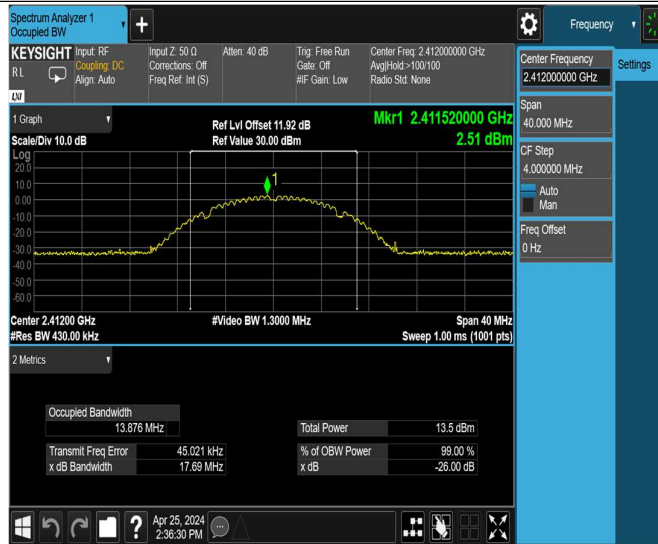 Spectrum Analyzer 1
Occupied BW
Frequency
KEYSIGHT
R L
LXI
Input: RF
Coupling: DC
Align: Auto
Input Z: 50 Ω
Corrections: Off
Freq Ref: Int (S)
Atten: 40 dB
Trig: Free Run
Gate: Off
#IF Gain: Low
Center Freq: 2.412000000 GHz
Avg|Hold:>100/100
Radio Std: None
Center Frequency
2.412000000 GHz
Settings
Span
40.000 MHz
CF Step
4.000000 MHz
Auto
Man
Freq Offset
0 Hz
1 Graph
Scale/Div 10.0 dB
Ref Lvl Offset 11.92 dB
Ref Value 30.00 dBm
Mkr1 2.411520000 GHz
2.51 dBm
Log
20.0
10.0
0.00
-10.0
-20.0
-30.0
-40.0
-50.0
-60.0
1
Center 2.41200 GHz
#Res BW 430.00 kHz
#Video BW 1.3000 MHz
Span 40 MHz
Sweep 1.00 ms (1001 pts)
2 Metrics
Occupied Bandwidth
13.876 MHz
Total Power 13.5 dBm
Transmit Freq Error 45.021 kHz
% of OBW Power 99.00 %
x dB Bandwidth 17.69 MHz
x dB -26.00 dB
?
Apr 25, 2024
2:36:30 PM